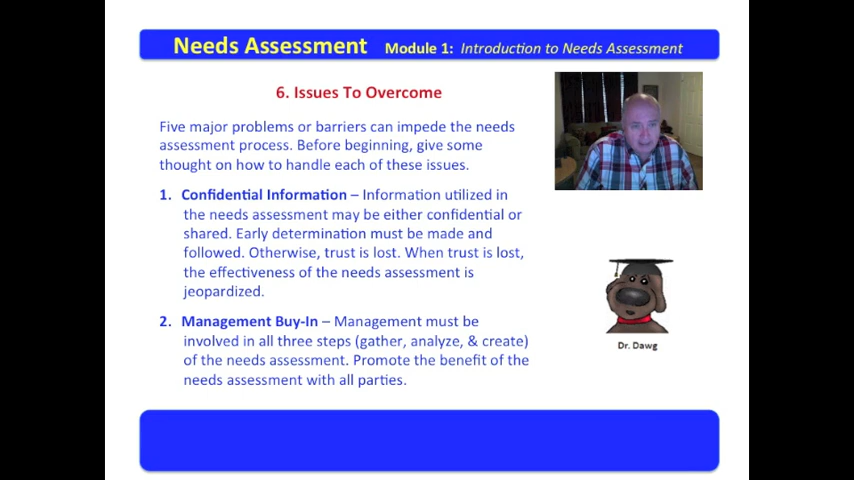 Needs Assessment Module 1: Introduction to Needs Assessment
6. Issues To Overcome
Five major problems or barriers can impede the needs
assessment process. Before beginning, give some
thought on how to handle each of these issues.
1. Confidential Information – Information utilized in
the needs assessment may be either confidential or
shared. Early determination must be made and
followed. Otherwise, trust is lost. When trust is lost,
the effectiveness of the needs assessment is
jeopardized.
2. Management Buy-In – Management must be
involved in all three steps (gather, analyze, & create)
of the needs assessment. Promote the benefit of the
needs assessment with all parties.
Dr. Dawg